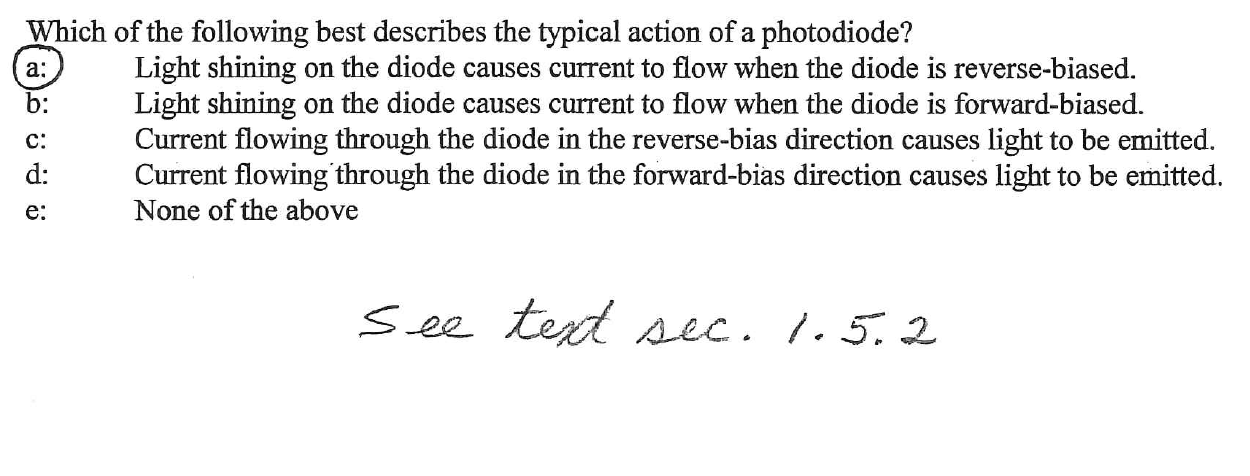 Which of the following best describes the typical action of a photodiode?
a: Light shining on the diode causes current to flow when the diode is reverse-biased.
b: Light shining on the diode causes current to flow when the diode is forward-biased.
c: Current flowing through the diode in the reverse-bias direction causes light to be emitted.
d: Current flowing through the diode in the forward-bias direction causes light to be emitted.
e: None of the above
See text sec. 1.5.2